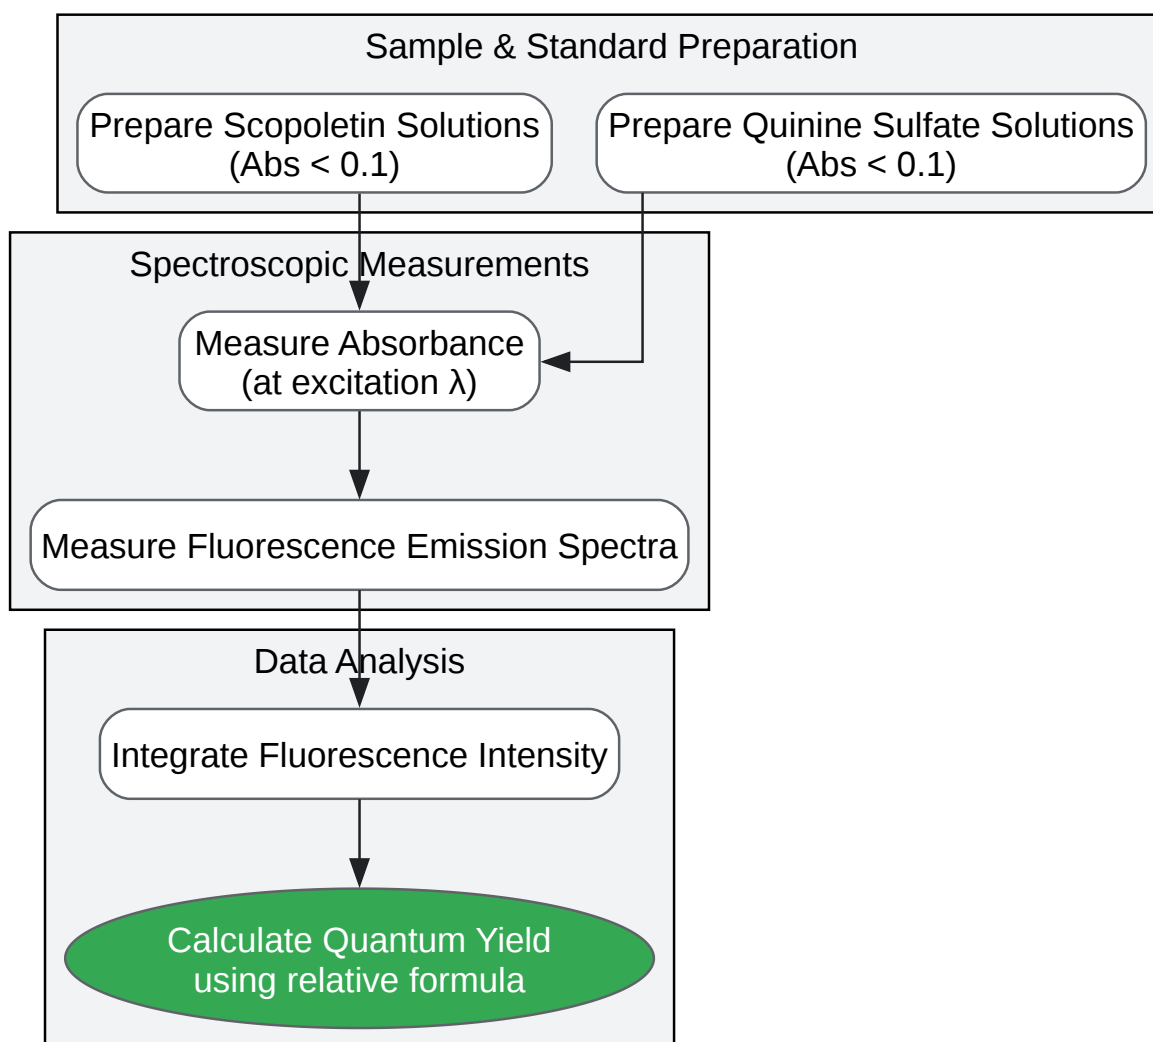 Sample & Standard Preparation
Prepare Scopoletin Solutions
(Abs < 0.1)
Prepare Quinine Sulfate Solutions
(Abs < 0.1)
Spectroscopic Measurements
Measure Absorbance
(at excitation λ)
Measure Fluorescence Emission Spectra
Data Analysis
Integrate Fluorescence Intensity
Calculate Quantum Yield
using relative formula